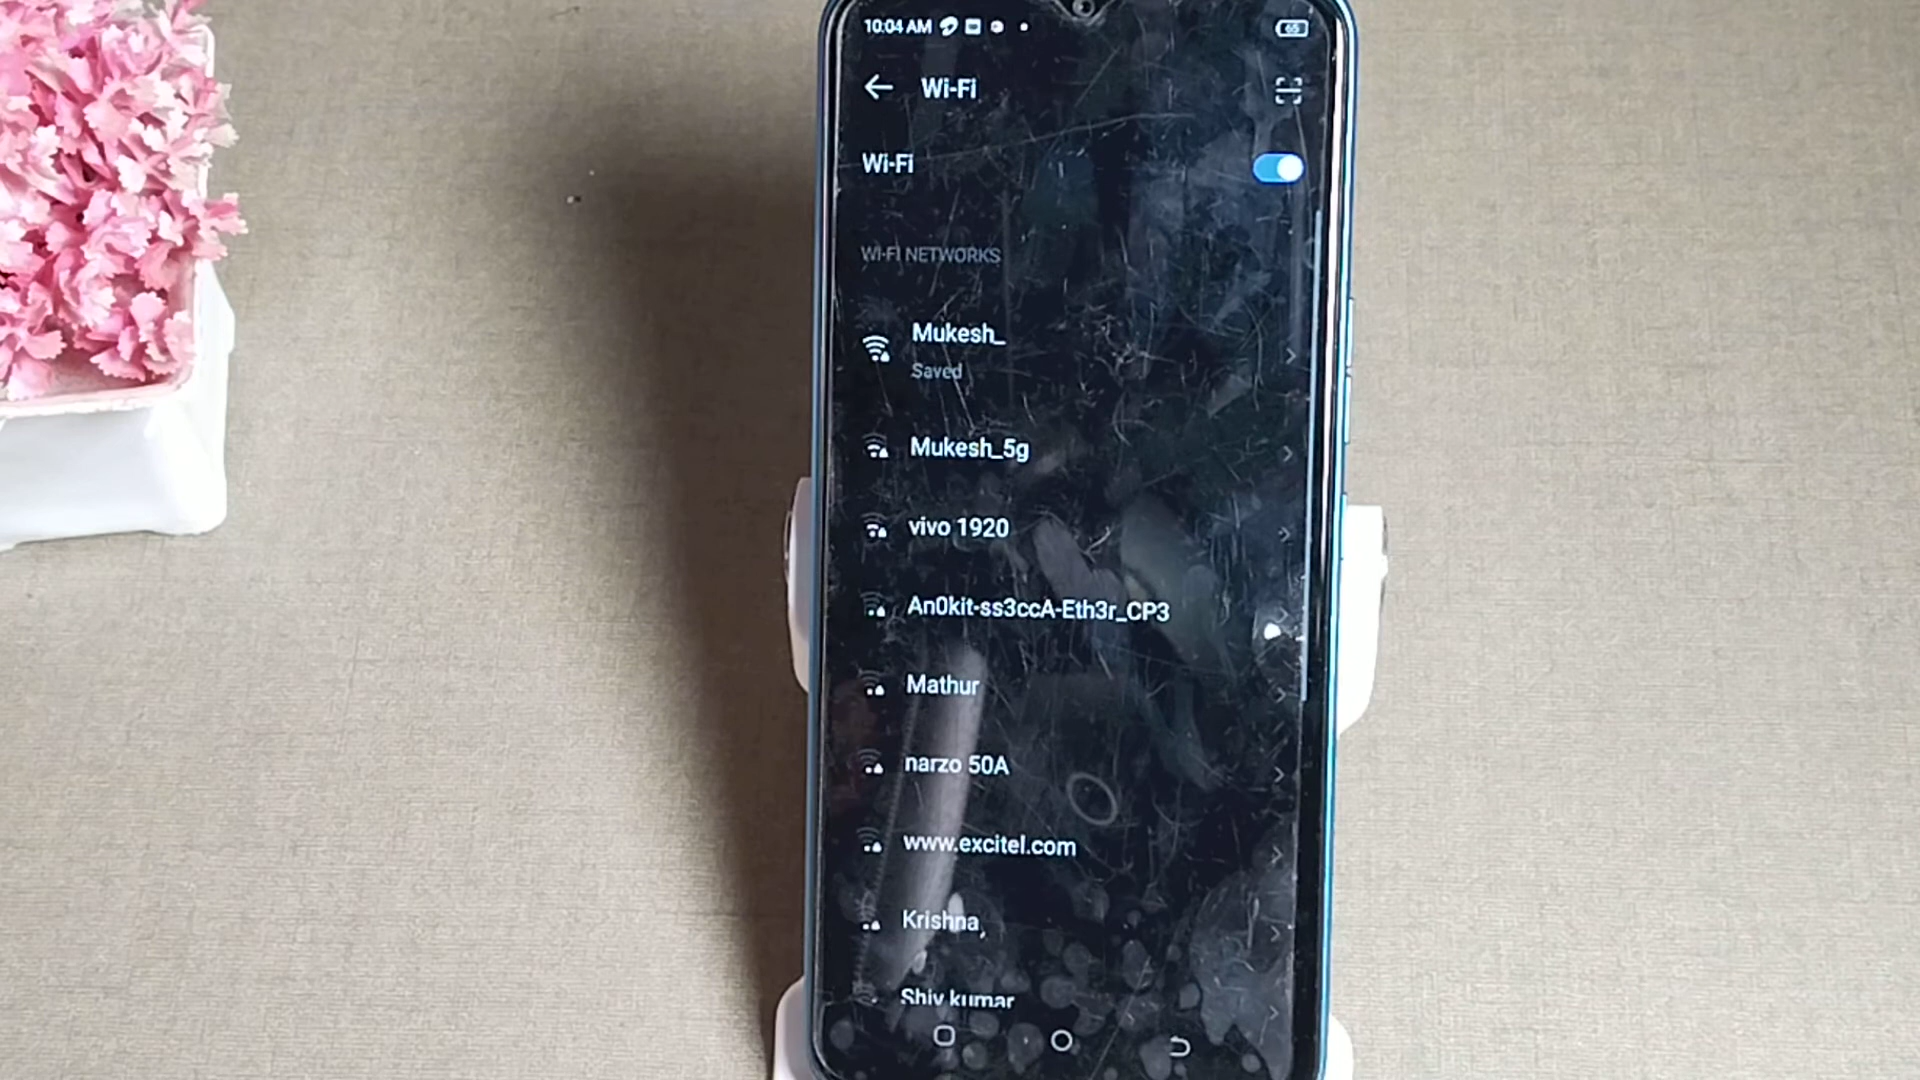 10:04 AM
65
Wi-Fi
Wi-Fi
WI-FI NETWORKS
Mukesh_
Saved
Mukesh_5g
vivo 1920
An0kit-ss3ccA-Eth3r_CP3
Mathur
narzo 50A
www.excitel.com
Krishna
Shiv kumar